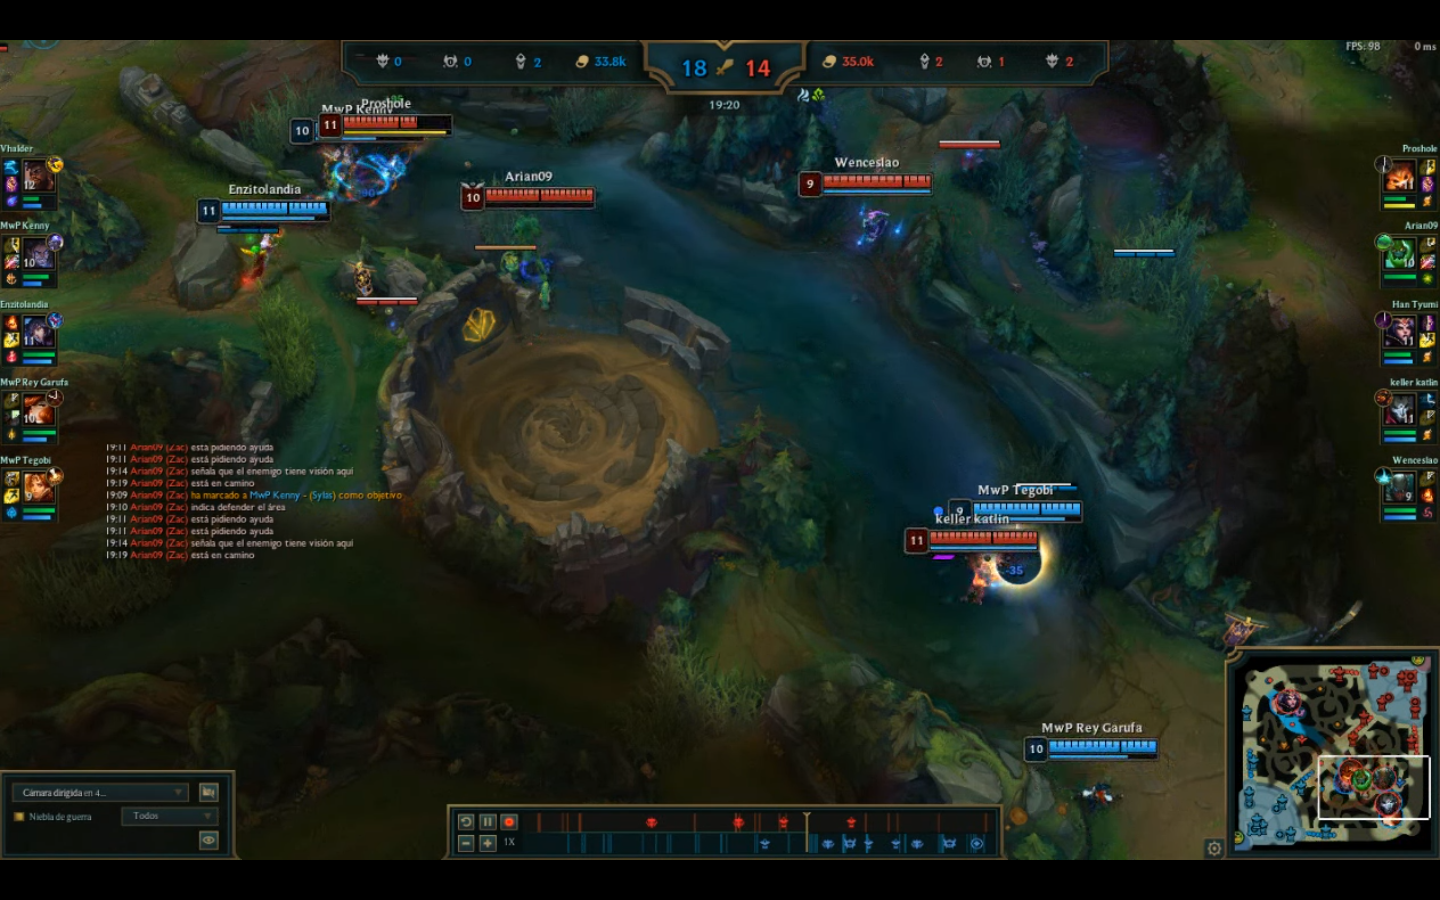 0 0 2 33.8k 18 14 35.0k 2 1 2
FPS: 98 0 ms
19:20
MwP Kenny
Proshole
10 11
Vhalder
12
Arian09
10
Wenceslao
9
Proshole
11
Enzitolandia
11
MwP Kenny
10
Arian09
10
Enzitolandia
11
Han Tyumi
11
MwP Rey Garufa
10
keller katlin
MwP Tegobi
9
Wenceslao
9
19:11 Arian09 (Zac) está pidiendo ayuda
19:11 Arian09 (Zac) está pidiendo ayuda
19:14 Arian09 (Zac) señala que el enemigo tiene visión aquí
19:19 Arian09 (Zac) está en camino
19:09 Arian09 (Zac) ha marcado a MwP Kenny - (Sylas) como objetivo
19:10 Arian09 (Zac) indica defender el área
19:11 Arian09 (Zac) está pidiendo ayuda
19:11 Arian09 (Zac) está pidiendo ayuda
19:14 Arian09 (Zac) señala que el enemigo tiene visión aquí
19:19 Arian09 (Zac) está en camino
MwP Tegobi
9
keller katlin
11
-35
MwP Rey Garufa
10
Cámara dirigida en 4...
Niebla de guerra Todos
1X